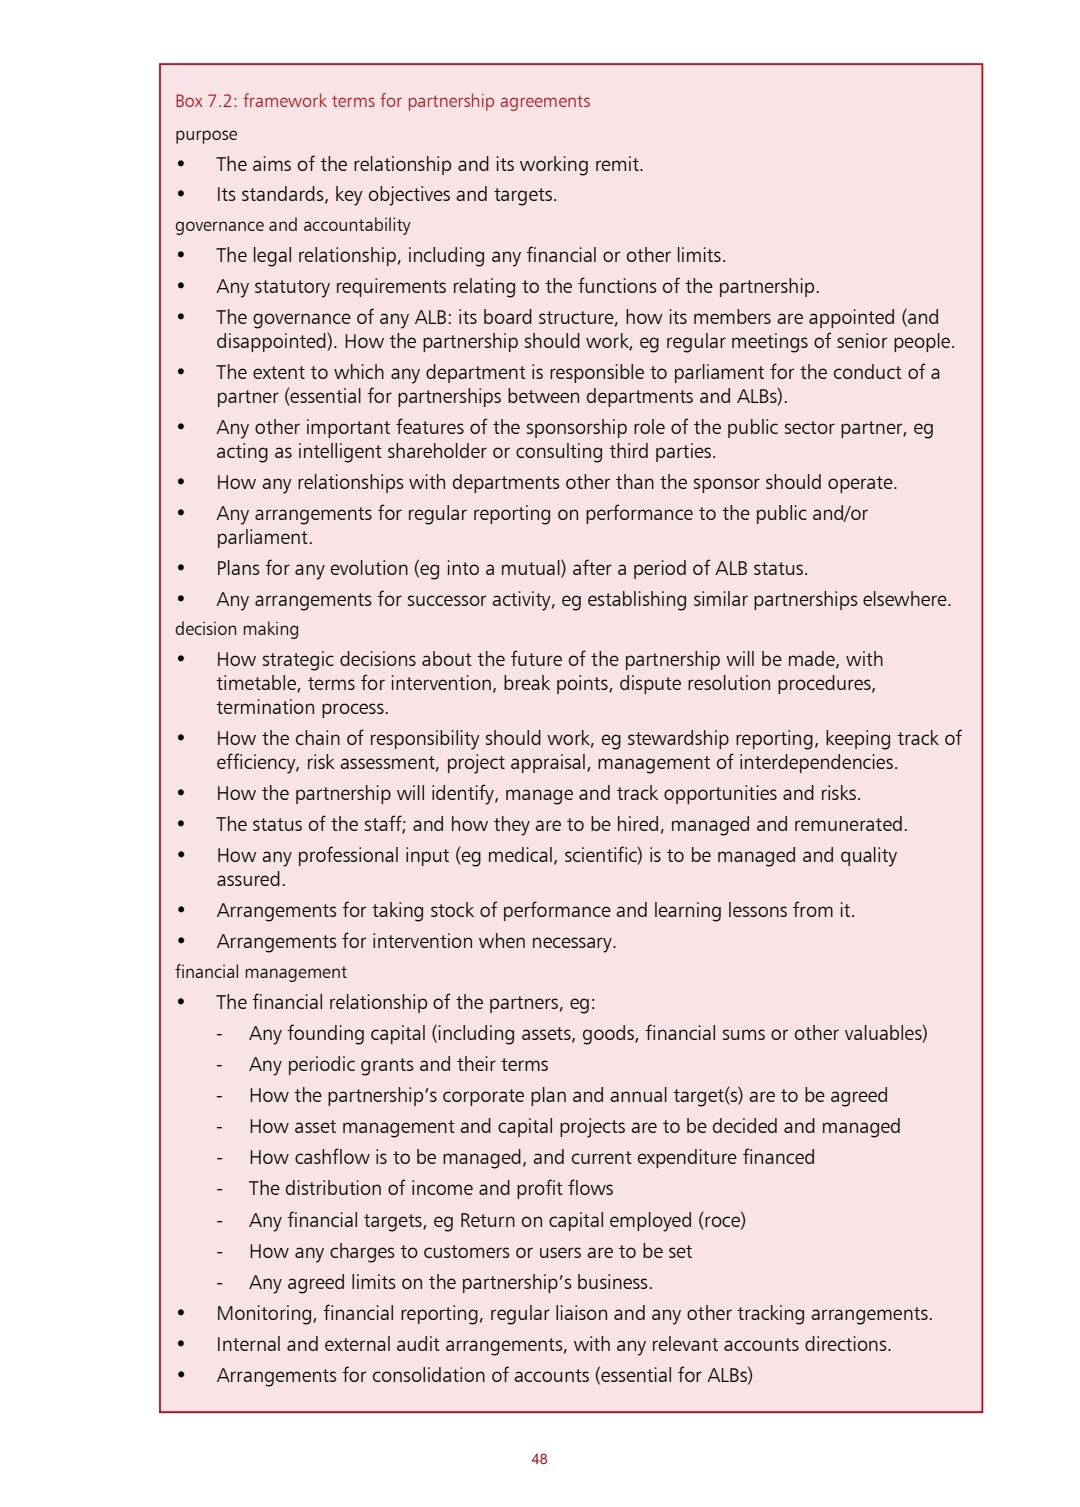 Box 7.2: framework terms for partnership agreements
purpose
• The aims of the relationship and its working remit.
• Its standards, key objectives and targets.
governance and accountability
• The legal relationship, including any financial or other limits.
• Any statutory requirements relating to the functions of the partnership.
• The governance of any ALB: its board structure, how its members are appointed (and
disappointed). How the partnership should work, eg regular meetings of senior people.
• The extent to which any department is responsible to parliament for the conduct of a
partner (essential for partnerships between departments and ALBs).
• Any other important features of the sponsorship role of the public sector partner, eg
acting as intelligent shareholder or consulting third parties.
• How any relationships with departments other than the sponsor should operate.
• Any arrangements for regular reporting on performance to the public and/or
parliament.
• Plans for any evolution (eg into a mutual) after a period of ALB status.
• Any arrangements for successor activity, eg establishing similar partnerships elsewhere.
decision making
• How strategic decisions about the future of the partnership will be made, with
timetable, terms for intervention, break points, dispute resolution procedures,
termination process.
• How the chain of responsibility should work, eg stewardship reporting, keeping track of
efficiency, risk assessment, project appraisal, management of interdependencies.
• How the partnership will identify, manage and track opportunities and risks.
• The status of the staff; and how they are to be hired, managed and remunerated.
• How any professional input (eg medical, scientific) is to be managed and quality
assured.
• Arrangements for taking stock of performance and learning lessons from it.
• Arrangements for intervention when necessary.
financial management
• The financial relationship of the partners, eg:
- Any founding capital (including assets, goods, financial sums or other valuables)
- Any periodic grants and their terms
- How the partnership’s corporate plan and annual target(s) are to be agreed
- How asset management and capital projects are to be decided and managed
- How cashflow is to be managed, and current expenditure financed
- The distribution of income and profit flows
- Any financial targets, eg Return on capital employed (roce)
- How any charges to customers or users are to be set
- Any agreed limits on the partnership’s business.
• Monitoring, financial reporting, regular liaison and any other tracking arrangements.
• Internal and external audit arrangements, with any relevant accounts directions.
• Arrangements for consolidation of accounts (essential for ALBs)
48